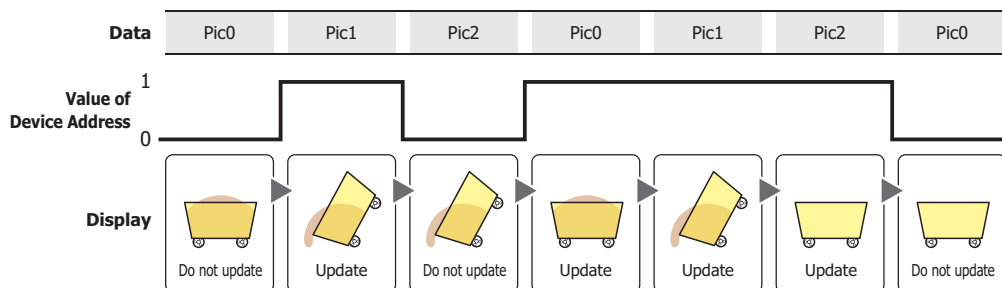 Data Pic0 Pic1 Pic2 Pic0 Pic1 Pic2 Pic0
1
Value of
Device Address
0
Display
Do not update Update Do not update Update Update Update Do not update